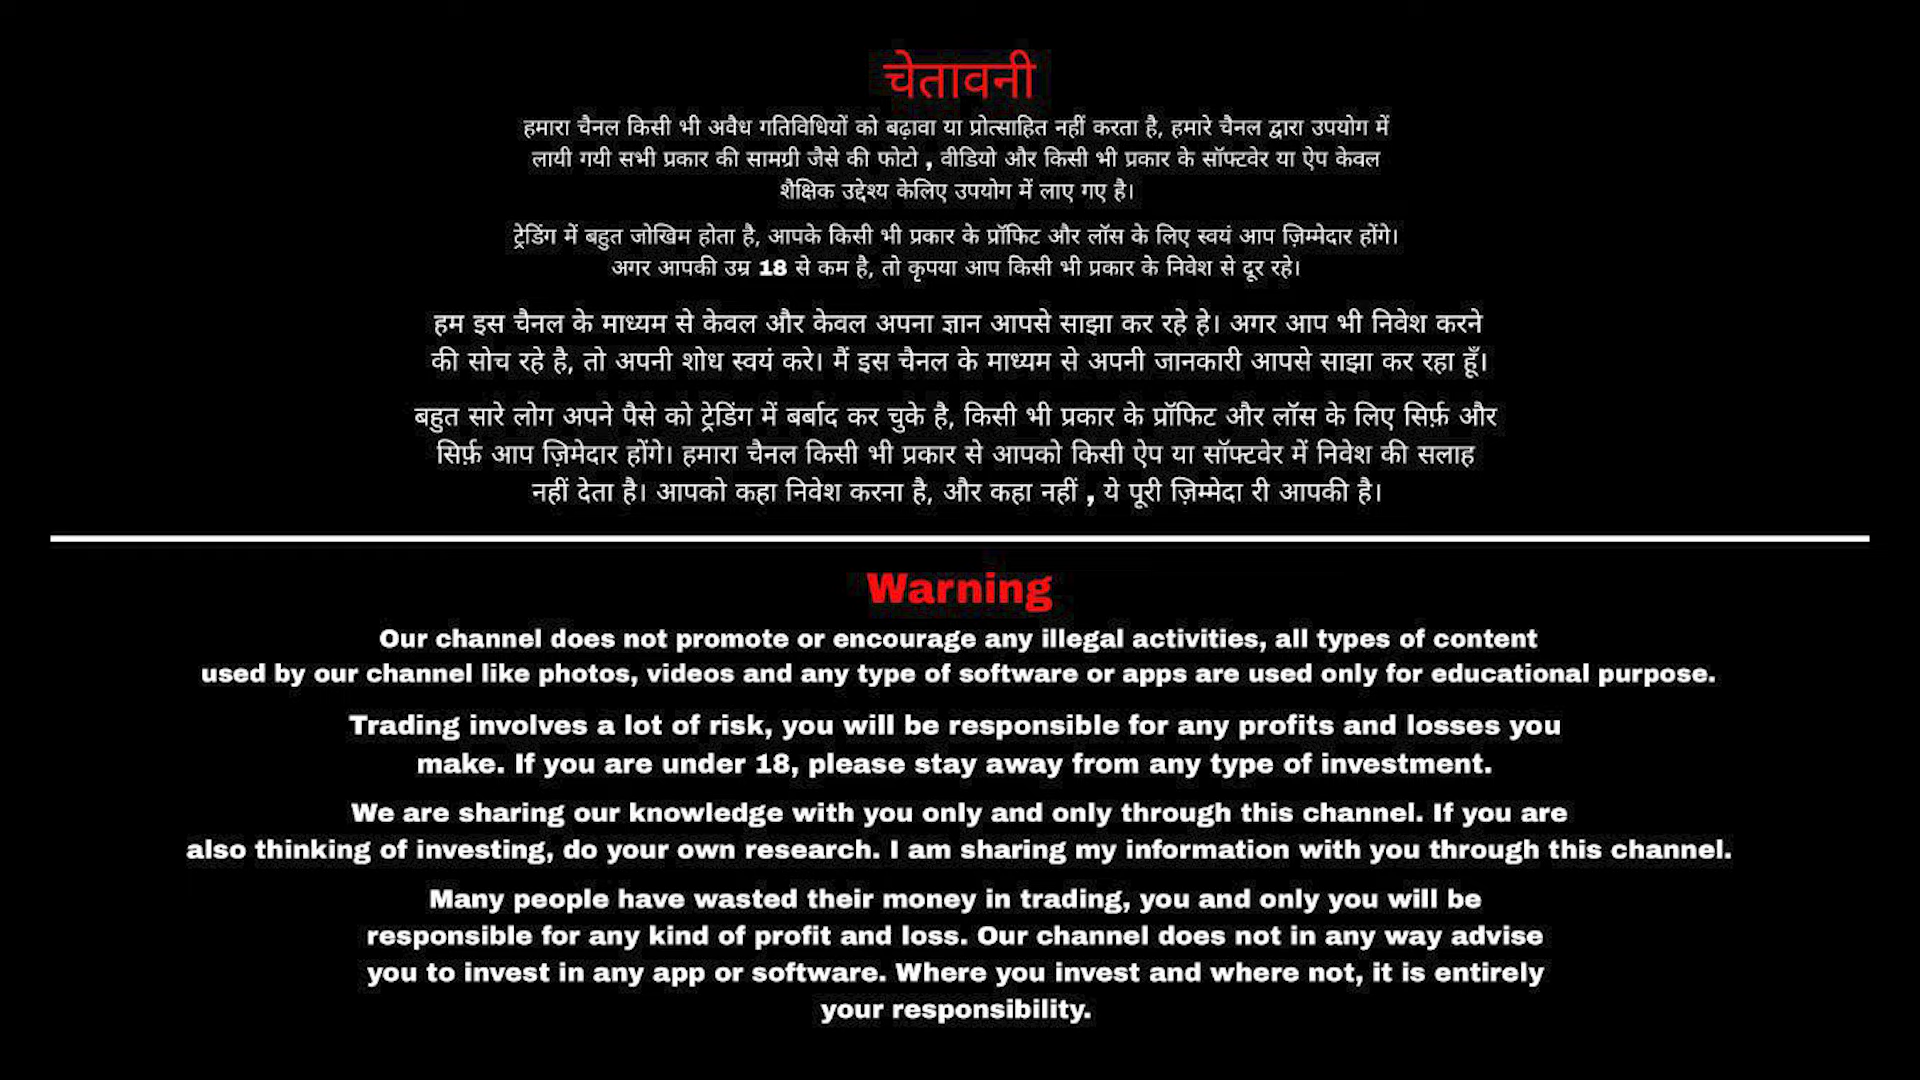 चेतावनी
हमारा चैनल किसी भी अवैध गतिविधियों को बढ़ावा या प्रोत्साहित नहीं करता है, हमारे चैनल द्वारा उपयोग में
लायी गयी सभी प्रकार की सामग्री जैसे की फोटो , वीडियो और किसी भी प्रकार के सॉफ्टवेर या ऐप केवल
शैक्षिक उद्देश्य केलिए उपयोग में लाए गए है।
ट्रेडिंग में बहुत जोखिम होता है, आपके किसी भी प्रकार के प्रॉफिट और लॉस के लिए स्वयं आप ज़िम्मेदार होंगे।
अगर आपकी उम्र 18 से कम है, तो कृपया आप किसी भी प्रकार के निवेश से दूर रहे।
हम इस चैनल के माध्यम से केवल और केवल अपना ज्ञान आपसे साझा कर रहे हे। अगर आप भी निवेश करने
की सोच रहे है, तो अपनी शोध स्वयं करे। मैं इस चैनल के माध्यम से अपनी जानकारी आपसे साझा कर रहा हूँ।
बहुत सारे लोग अपने पैसे को ट्रेडिंग में बर्बाद कर चुके है, किसी भी प्रकार के प्रॉफिट और लॉस के लिए सिर्फ़ और
सिर्फ़ आप ज़िमेदार होंगे। हमारा चैनल किसी भी प्रकार से आपको किसी ऐप या सॉफ्टवेर में निवेश की सलाह
नहीं देता है। आपको कहा निवेश करना है, और कहा नहीं , ये पूरी ज़िम्मेदा री आपकी है।
Warning
Our channel does not promote or encourage any illegal activities, all types of content
used by our channel like photos, videos and any type of software or apps are used only for educational purpose.
Trading involves a lot of risk, you will be responsible for any profits and losses you
make. If you are under 18, please stay away from any type of investment.
We are sharing our knowledge with you only and only through this channel. If you are
also thinking of investing, do your own research. I am sharing my information with you through this channel.
Many people have wasted their money in trading, you and only you will be
responsible for any kind of profit and loss. Our channel does not in any way advise
you to invest in any app or software. Where you invest and where not, it is entirely
your responsibility.